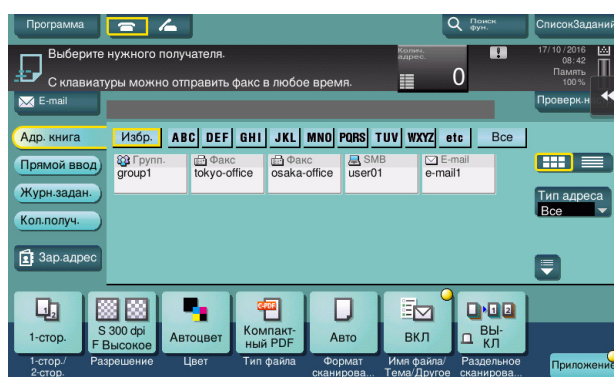 Программа
Поиск
фун.
СписокЗаданий
Выберите нужного получателя.
С клавиатуры можно отправить факс в любое время.
Колич.
адрес.
0
17/10/2016
08:42
Память
100%
E-mail
Проверк.н
Адр. книга
Избр. ABC DEF GHI JKL MNO PQRS TUV WXYZ etc Все
Прямой ввод
Журн.задан.
Кол.получ.
Зар.адрес
Групп.
group1
Факс
tokyo-office
Факс
osaka-office
SMB
user01
E-mail
e-mail1
Тип адреса
Все
1-стор.
S 300 dpi
F Высокое
Автоцвет
C-PDF
Компакт-
ный PDF
Авто
ВКЛ
ВЫ-
КЛ
1-стор./
2-стор.
Разрешение
Цвет
Тип файла
Формат
сканирова...
Имя файла/
Тема/Другое
Раздельное
сканирова...
Приложение